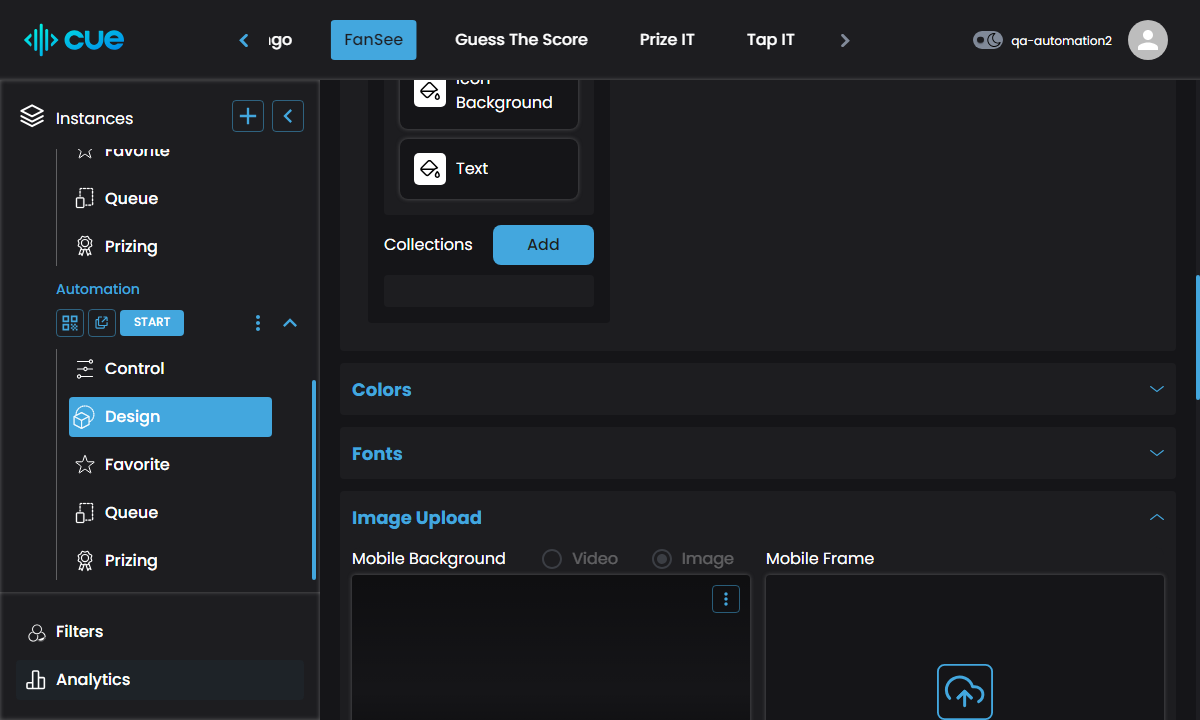 cue
ngo
FanSee
Guess The Score
Prize IT
Tap IT
qa-automation2
Instances
Favorite
Queue
Prizing
Automation
START
Control
Design
Favorite
Queue
Prizing
Filters
Analytics
Icon
Background
Text
Collections
Add
Colors
Fonts
Image Upload
Mobile Background
Video
Image
Mobile Frame